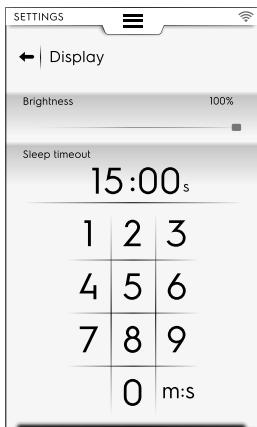 SETTINGS
Display
Brightness 100%
Sleep timeout
15:00s
1 2 3
4 5 6
7 8 9
0 m:s